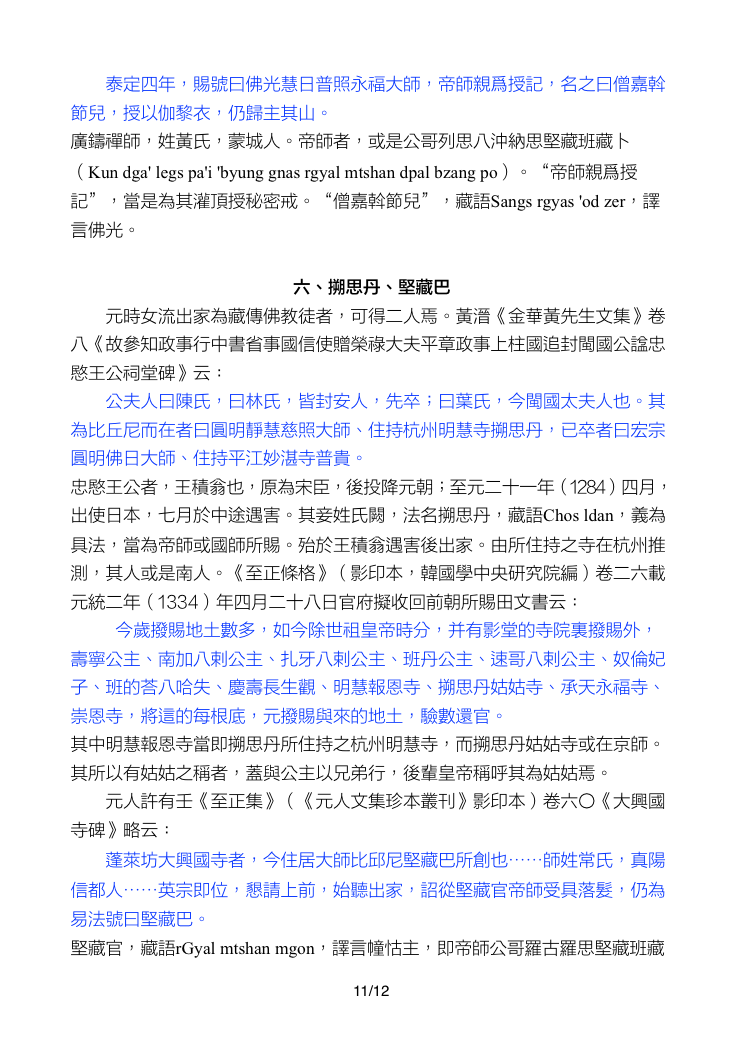 泰定四年，賜號曰佛光慧日普照永福大師，帝師親爲授記，名之曰僧嘉斡
節兒，授以伽黎衣，仍歸主其山。
廣鑄禪師，姓黃氏，蒙城人。帝師者，或是公哥列思八沖納思堅藏班藏卜
（Kun dga' legs pa'i 'byung gnas rgyal mtshan dpal bzang po）。“帝師親爲授
記”，當是為其灌頂授秘密戒。“僧嘉斡節兒”，藏語Sangs rgyas 'od zer，譯
言佛光。
六、搠思丹、堅藏巴
元時女流出家為藏傳佛教徒者，可得二人焉。黃溍《金華黃先生文集》卷
八《故參知政事行中書省事國信使贈榮祿大夫平章政事上柱國追封閩國公諡忠
愍王公祠堂碑》云：
公夫人曰陳氏，曰林氏，皆封安人，先卒；曰葉氏，今閩國太夫人也。其
為比丘尼而在者曰圓明靜慧慈照大師、住持杭州明慧寺搠思丹，已卒者曰宏宗
圓明佛日大師、住持平江妙湛寺普貴。
忠愍王公者，王積翁也，原為宋臣，後投降元朝；至元二十一年（1284）四月，
出使日本，七月於中途遇害。其妾姓氏闕，法名搠思丹，藏語Chos ldan，義為
具法，當為帝師或國師所賜。殆於王積翁遇害後出家。由所住持之寺在杭州推
測，其人或是南人。《至正條格》（影印本，韓國學中央研究院編）卷二六載
元統二年（1334）年四月二十八日官府擬收回前朝所賜田文書云：
今歲撥賜地土數多，如今除世祖皇帝時分，并有影堂的寺院裏撥賜外，
壽寧公主、南加八剌公主、扎牙八剌公主、班丹公主、速哥八剌公主、奴倫妃
子、班的荅八哈失、慶壽長生觀、明慧報恩寺、搠思丹姑姑寺、承天永福寺、
崇恩寺，將這的每根底，元撥賜與來的地土，驗數還官。
其中明慧報恩寺當即搠思丹所住持之杭州明慧寺，而搠思丹姑姑寺或在京師。
其所以有姑姑之稱者，蓋與公主以兄弟行，後輩皇帝稱呼其為姑姑焉。
元人許有壬《至正集》（《元人文集珍本叢刊》影印本）卷六〇《大興國
寺碑》略云：
蓬萊坊大興國寺者，今住居大師比邱尼堅藏巴所創也……師姓常氏，真陽
信都人……英宗即位，懇請上前，始聽出家，詔從堅藏官帝師受具落髮，仍為
易法號曰堅藏巴。
堅藏官，藏語rGyal mtshan mgon，譯言幢怙主，即帝師公哥羅古羅思堅藏班藏
11/12